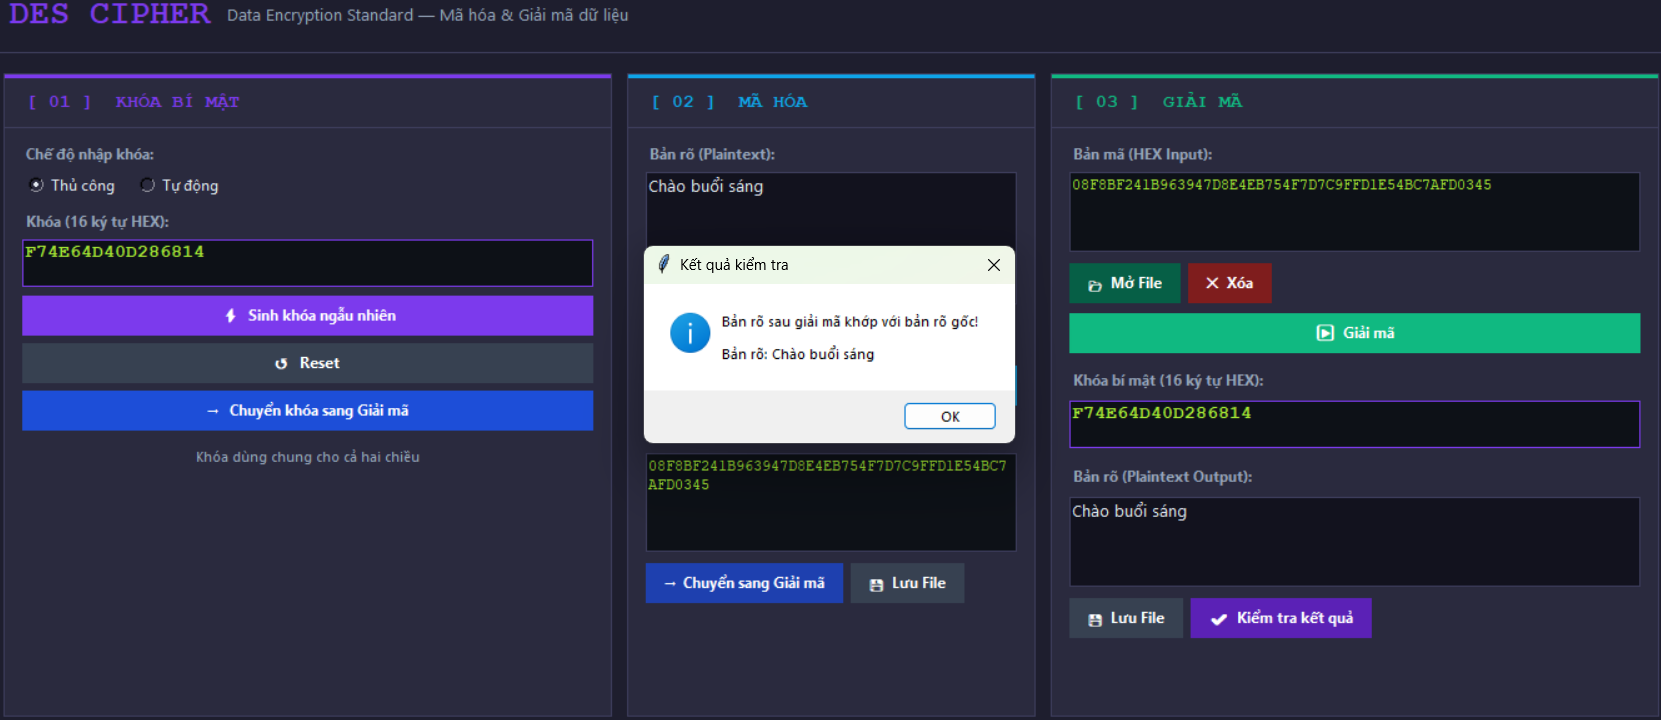 DES CIPHER Data Encryption Standard — Mã hóa & Giải mã dữ liệu
[ 01 ] KHÓA BÍ MẬT
Chế độ nhập khóa:
Thủ công Tự động
Khóa (16 ký tự HEX):
F74E64D40D286814
Sinh khóa ngẫu nhiên
Reset
→ Chuyển khóa sang Giải mã
Khóa dùng chung cho cả hai chiều
[ 02 ] MÃ HÓA
Bản rõ (Plaintext):
Chào buổi sáng
Kết quả kiểm tra
Bản rõ sau giải mã khớp với bản rõ gốc!
Bản rõ: Chào buổi sáng
OK
08F8BF241B963947D8E4EB754F7D7C9FFD1E54BC7
AFD0345
→ Chuyển sang Giải mã Lưu File
[ 03 ] GIẢI MÃ
Bản mã (HEX Input):
08F8BF241B963947D8E4EB754F7D7C9FFD1E54BC7AFD0345
Mở File Xóa
Giải mã
Khóa bí mật (16 ký tự HEX):
F74E64D40D286814
Bản rõ (Plaintext Output):
Chào buổi sáng
Lưu File Kiểm tra kết quả